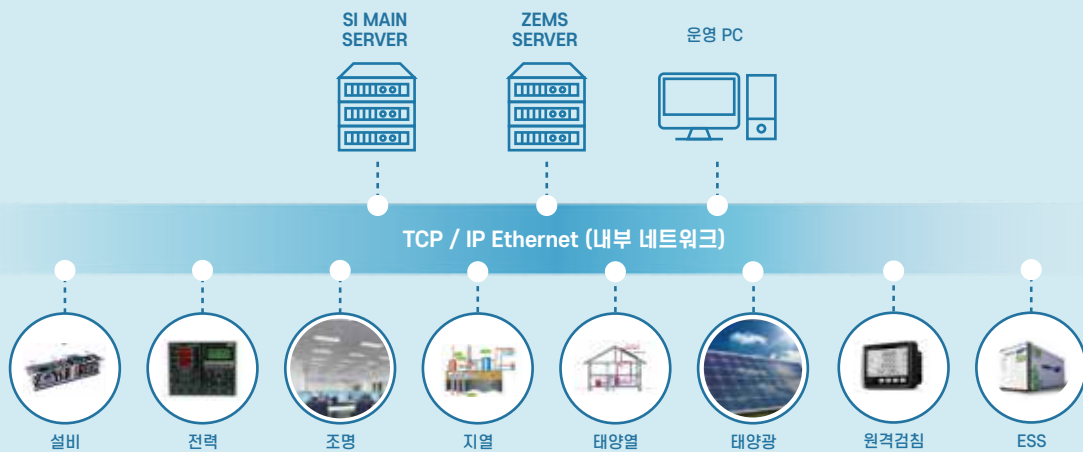 SI MAIN
SERVER
ZEMS
SERVER
운영 PC
TCP / IP Ethernet (내부 네트워크)
설비
전력
조명
지열
태양열
태양광
원격검침
ESS